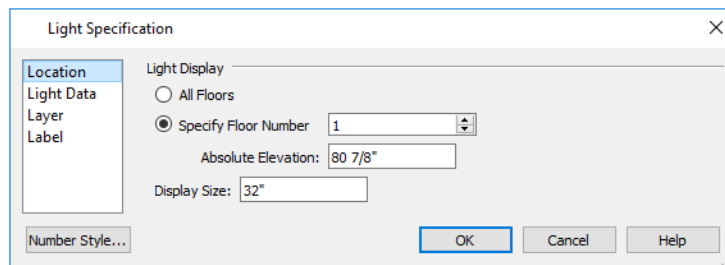 Light Specification
Location
Light Data
Layer
Label
Light Display
All Floors
Specify Floor Number 1
Absolute Elevation: 80 7/8"
Display Size: 32"
Number Style...
OK
Cancel
Help